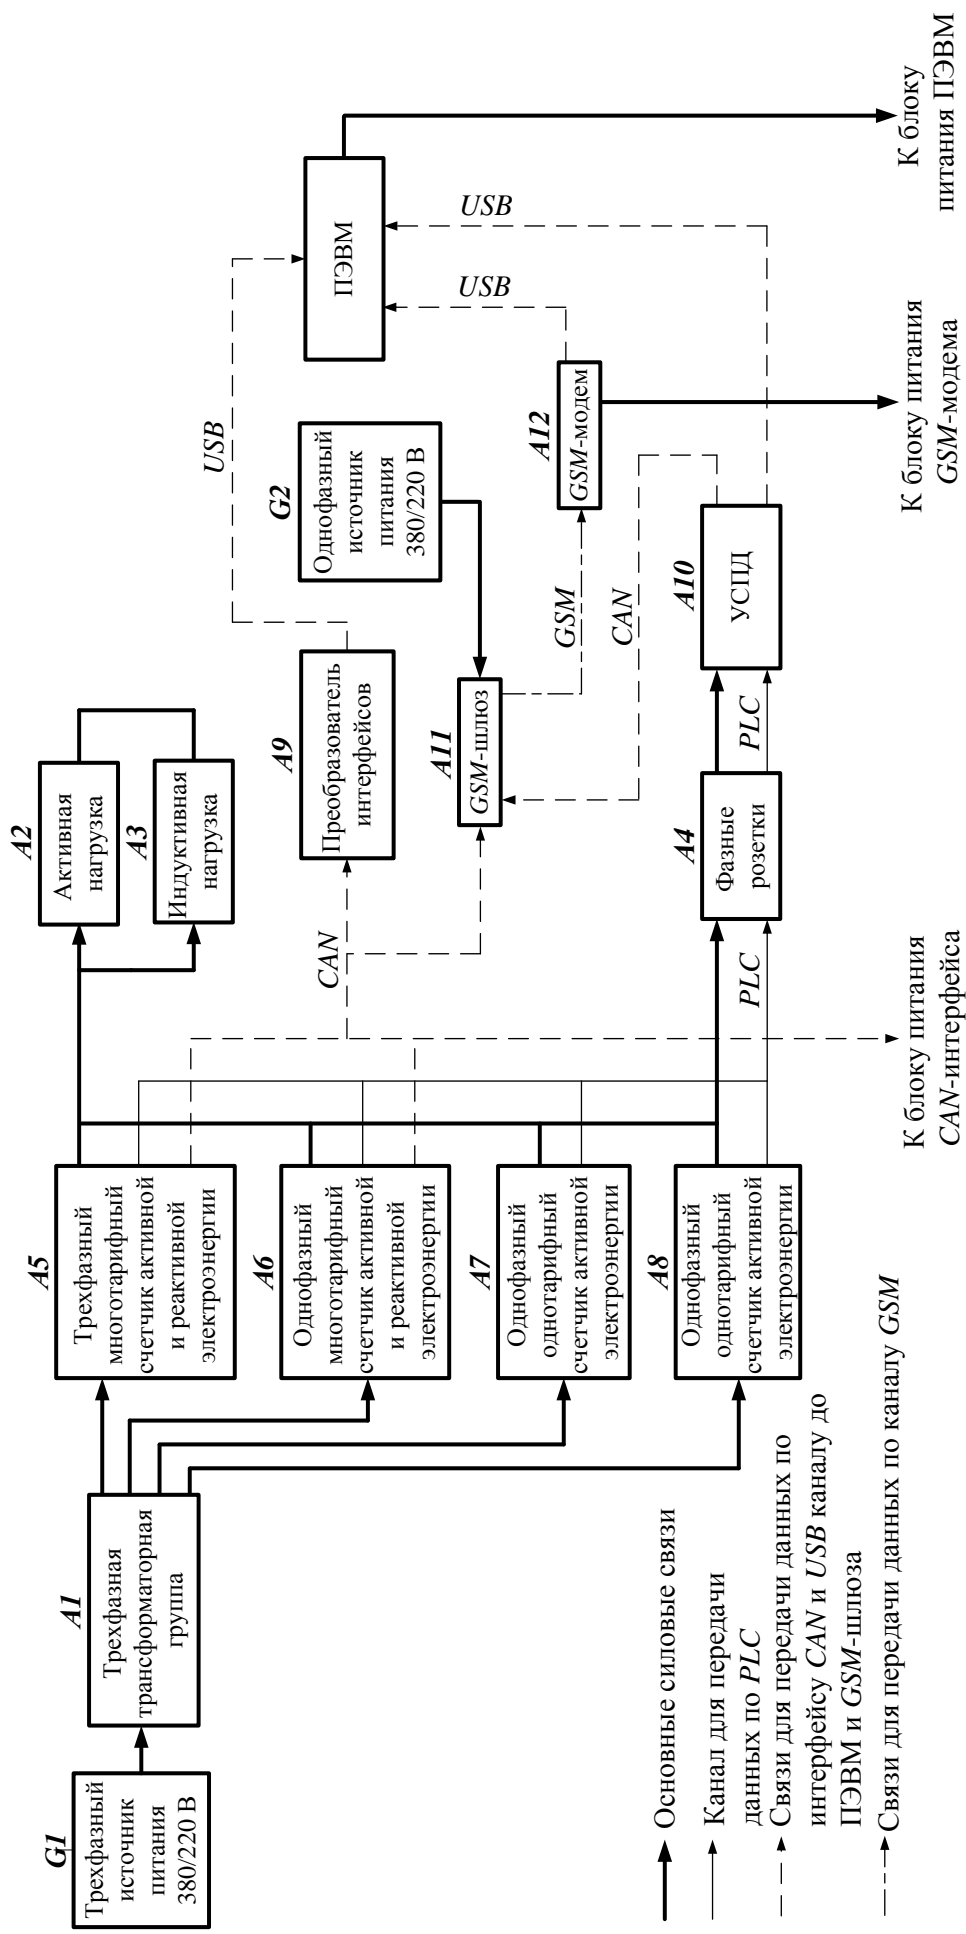 G1
Трехфазный
источник
питания
380/220 В
A1
Трехфазная
трансформаторная
группа
A5
Трехфазный
многотарифный
счетчик активной
и реактивной
электроэнергии
A6
Однофазный
многотарифный
счетчик активной
и реактивной
электроэнергии
A7
Однофазный
однотарифный
счетчик активной
электроэнергии
A8
Однофазный
однотарифный
счетчик активной
электроэнергии
A2
Активная
нагрузка
A3
Индуктивная
нагрузка
CAN
A9
Преобразователь
интерфейсов
USB
A11
GSM-шлюз
G2
Однофазный
источник
питания
380/220 В
GSM
CAN
A12
GSM-модем
USB
USB
ПЭВМ
PLC
A4
Фазные
розетки
PLC
A10
УСПД
К блоку питания
CAN-интерфейса
К блоку питания
GSM-модема
К блоку
питания ПЭВМ
Основные силовые связи
Канал для передачи
данных по PLC
Связи для передачи данных по
интерфейсу CAN и USB каналу до
ПЭВМ и GSM-шлюза
Связи для передачи данных по каналу GSM